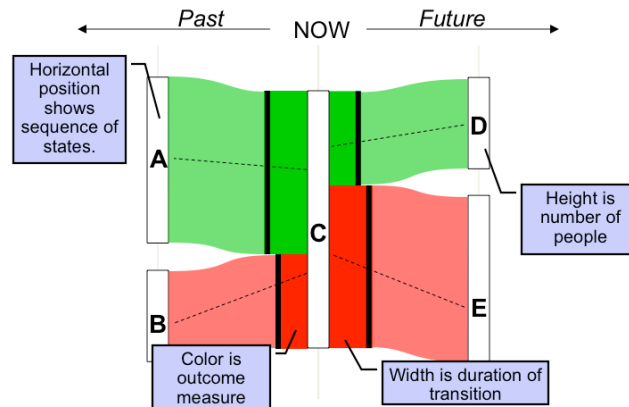 Past
NOW
Future
Horizontal
position
shows
sequence of
states.
A
B
C
D
E
Height is
number of
people
Color is
outcome
measure
Width is duration of
transition